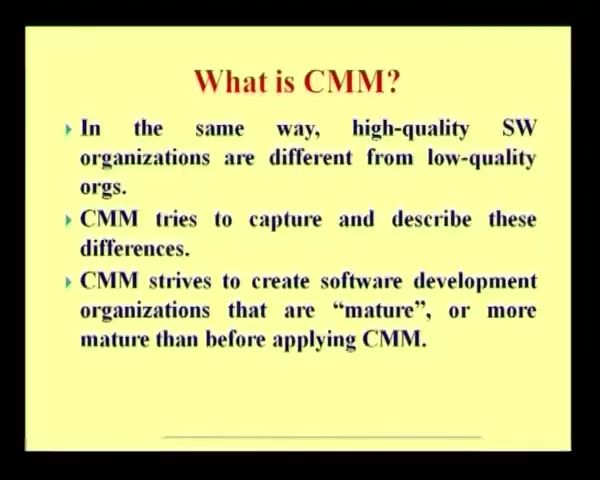 What is CMM?
In the same way, high-quality SW
organizations are different from low-quality
orgs.
CMM tries to capture and describe these
differences.
CMM strives to create software development
organizations that are “mature”, or more
mature than before applying CMM.